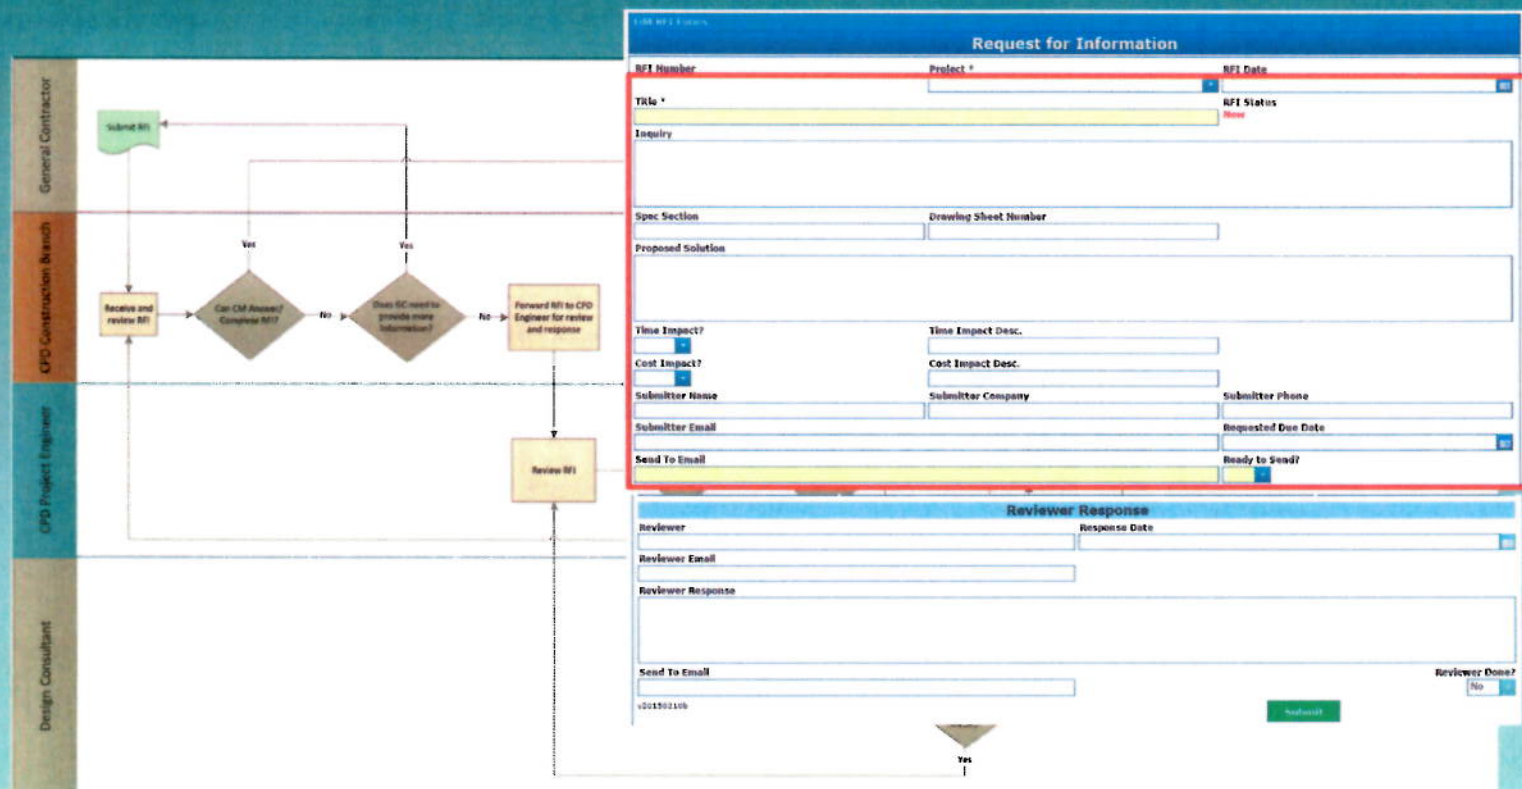 General Contractor
Submit RFI
CPD Construction Branch
Yes
Yes
Receive and
review RFI
Can CM Answer/
Complete RFI?
No
Does GC need to
provide more
Information?
No
Forward RFI to CPD
Engineer for review
and response
CPD Project Engineer
Review RFI
Design Consultant
Yes
Request for Information
RFI Number Project * RFI Date
Title * RFI Status
New
Inquiry
Spec Section Drawing Sheet Number
Proposed Solution
Time Impact? Time Impact Desc.
Cost Impact? Cost Impact Desc.
Submitter Name Submitter Company Submitter Phone
Submitter Email Requested Due Date
Send To Email Ready to Send?
Reviewer Response
Reviewer Response Date
Reviewer Email
Reviewer Response
Send To Email Reviewer Done?
No
v20150210b
Submit